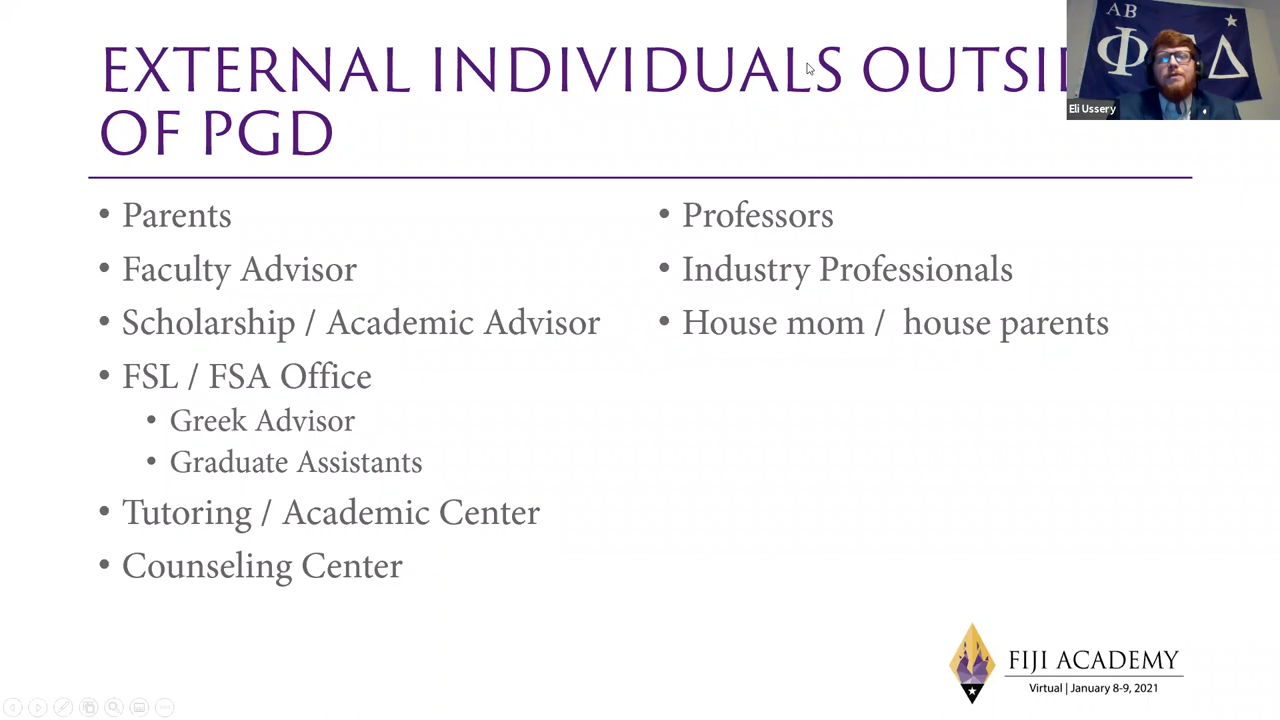 EXTERNAL INDIVIDUALS OUTSI
OF PGD
ΑΒ
ΦΓΔ
Eli Ussery
• Parents
• Faculty Advisor
• Scholarship / Academic Advisor
• FSL / FSA Office
• Greek Advisor
• Graduate Assistants
• Tutoring / Academic Center
• Counseling Center
• Professors
• Industry Professionals
• House mom /  house parents
FIJI ACADEMY
Virtual | January 8-9, 2021